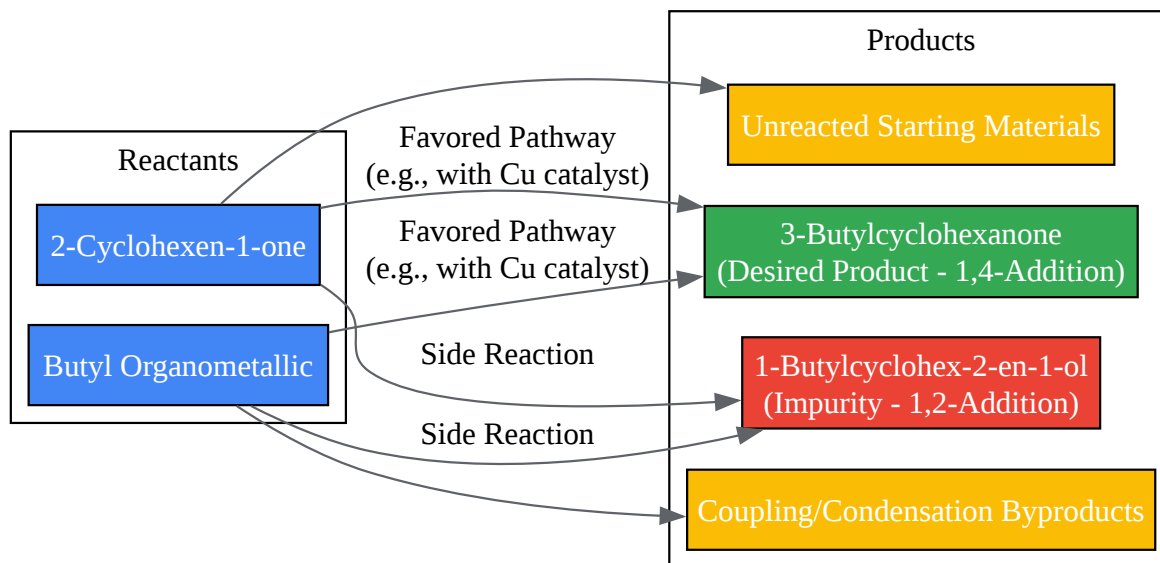 Products
Unreacted Starting Materials
Reactants
Favored Pathway
(e.g., with Cu catalyst)
2-Cyclohexen-1-one
Favored Pathway
(e.g., with Cu catalyst)
3-Butylcyclohexanone
(Desired Product - 1,4-Addition)
Butyl Organometallic
Side Reaction
1-Butylcyclohex-2-en-1-ol
(Impurity - 1,2-Addition)
Side Reaction
Coupling/Condensation Byproducts